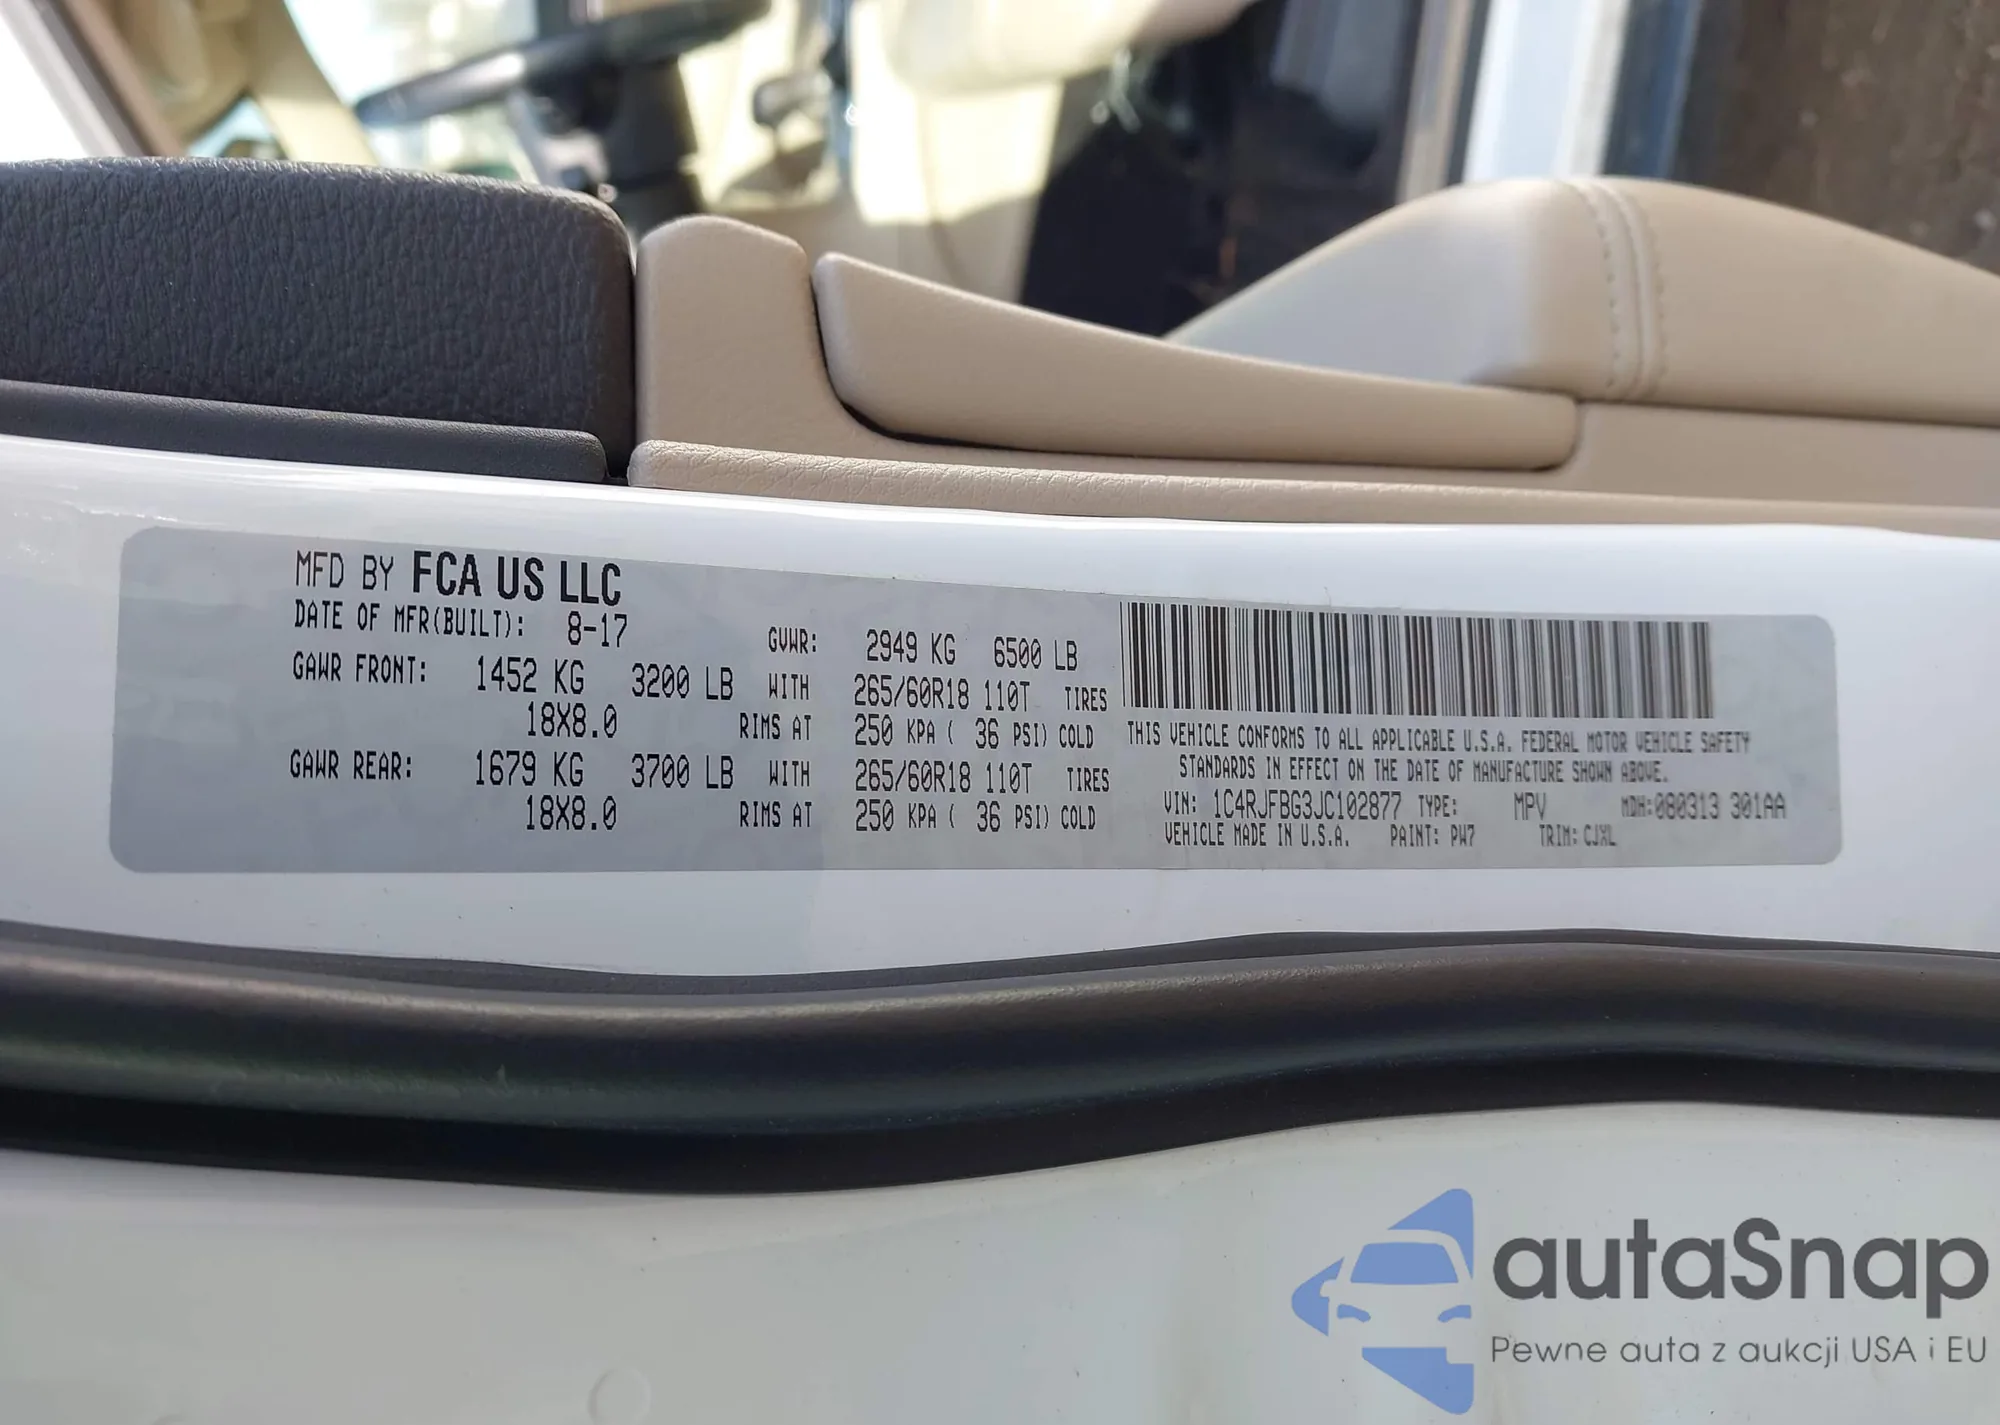 MFD BY FCA US LLC
DATE OF MFR(BUILT): 8-17 GVWR: 2949 KG 6500 LB
GAWR FRONT: 1452 KG 3200 LB WITH 265/60R18 110T TIRES
18X8.0 RIMS AT 250 KPA ( 36 PSI) COLD
GAWR REAR: 1679 KG 3700 LB WITH 265/60R18 110T TIRES
18X8.0 RIMS AT 250 KPA ( 36 PSI) COLD
THIS VEHICLE CONFORMS TO ALL APPLICABLE U.S.A. FEDERAL MOTOR VEHICLE SAFETY
STANDARDS IN EFFECT ON THE DATE OF MANUFACTURE SHOWN ABOVE.
VIN: 1C4RJFBG3JC102877 TYPE: MPV MDH:080313 301AA
VEHICLE MADE IN U.S.A. PAINT: PW7 TRIM: CJXL
autaSnap
Pewne auta z aukcji USA i EU